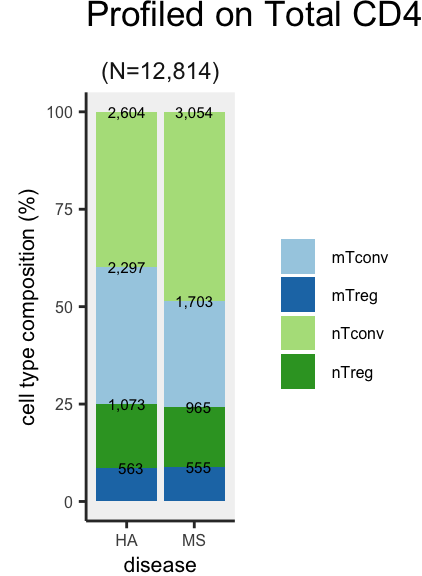 Profiled on Total CD4
(N=12,814)
cell type composition (%)
100
75
50
25
0
2,604
3,054
2,297
1,703
1,073
965
563
555
HA
MS
disease
mTconv
mTreg
nTconv
nTreg